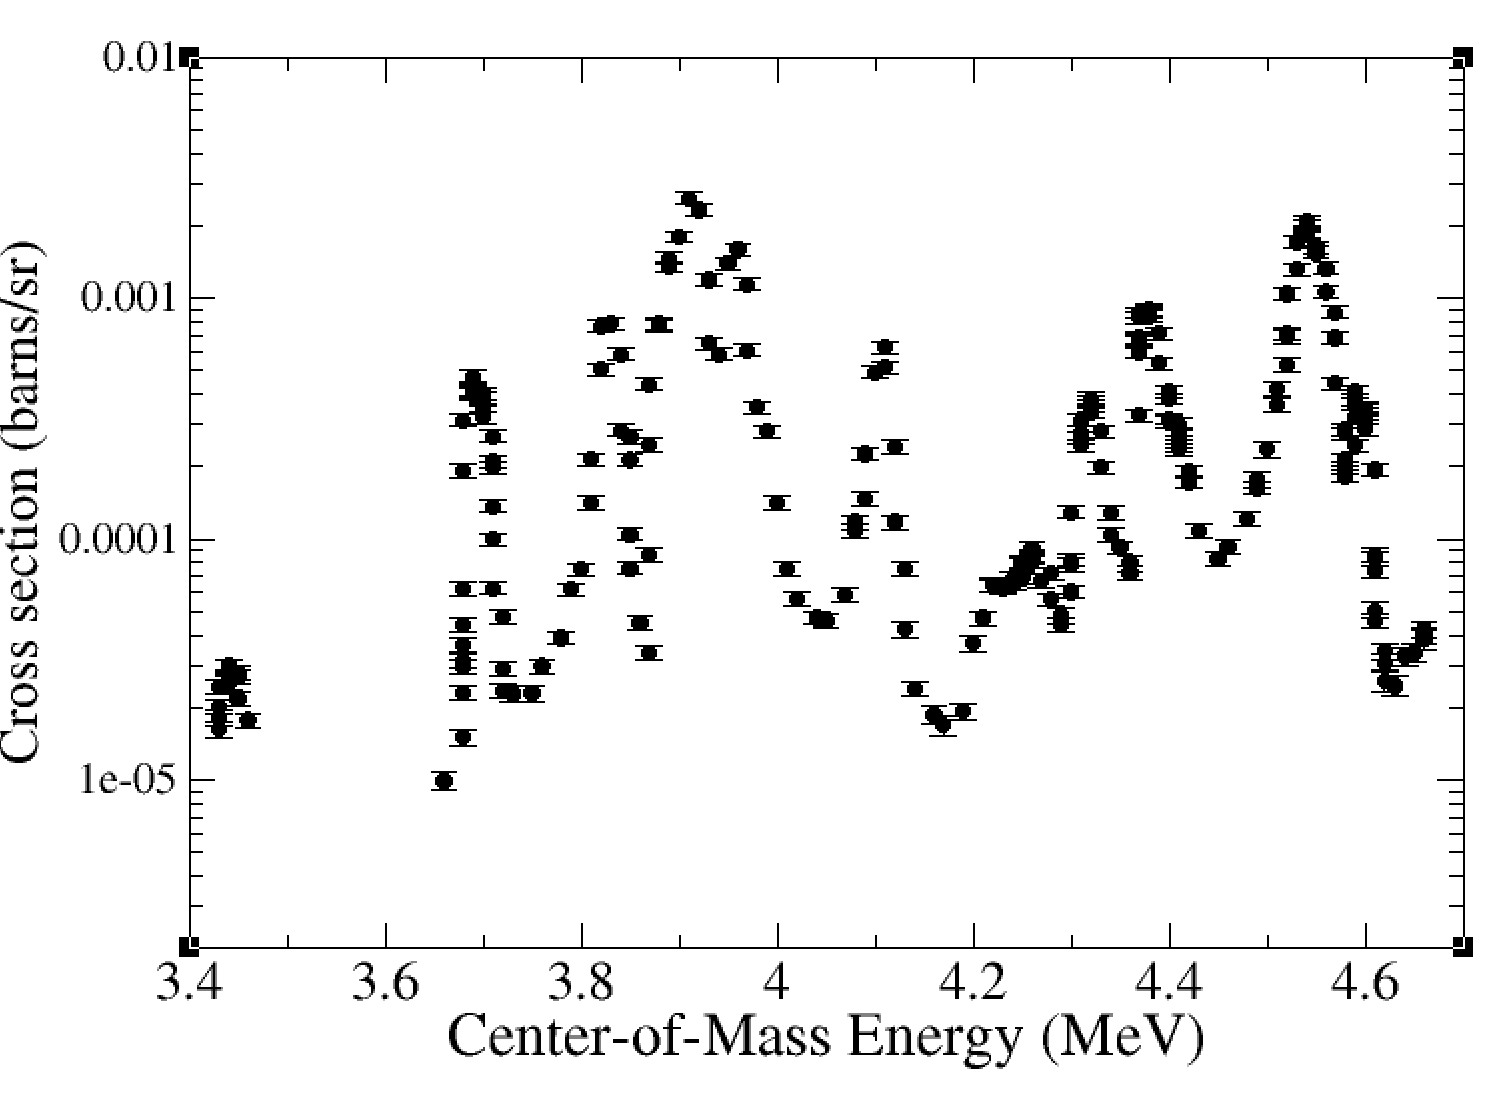 0.01
0.001
0.0001
1e-05
Cross section (barns/sr)
3.4 3.6 3.8 4 4.2 4.4 4.6
Center-of-Mass Energy (MeV)